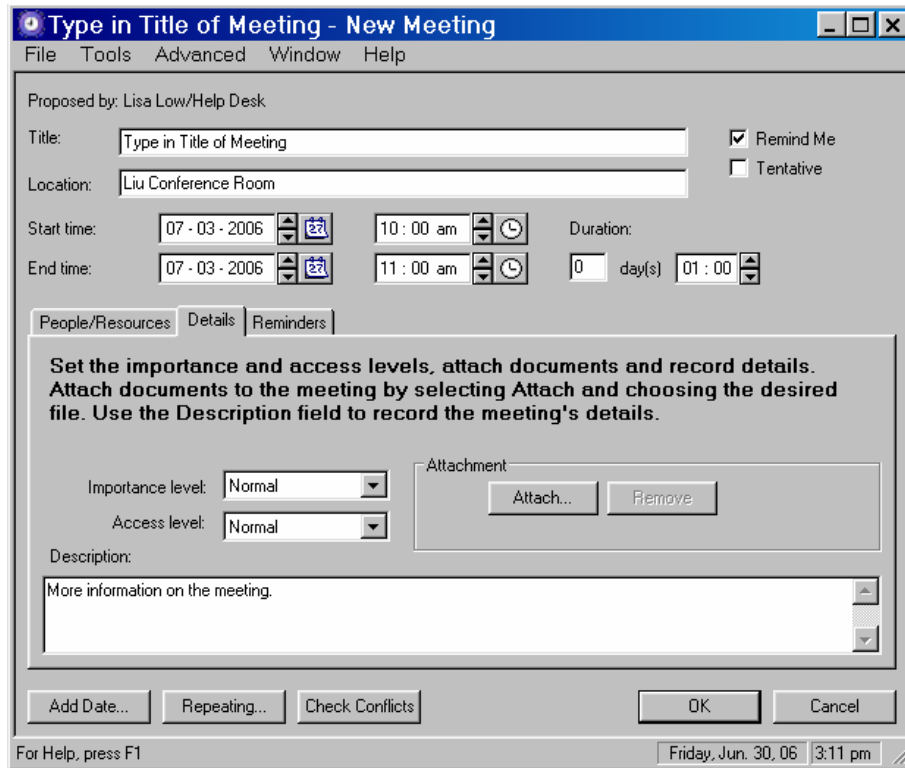 Type in Title of Meeting - New Meeting
File Tools Advanced Window Help
Proposed by: Lisa Low/Help Desk
Title: Type in Title of Meeting
Remind Me
Location: Liu Conference Room
Tentative
Start time: 07 - 03 - 2006 27 10 : 00 am Duration:
End time: 07 - 03 - 2006 27 11 : 00 am 0 day(s) 01 : 00
People/Resources Details Reminders
Set the importance and access levels, attach documents and record details.
Attach documents to the meeting by selecting Attach and choosing the desired
file. Use the Description field to record the meeting's details.
Attachment
Importance level: Normal
Attach... Remove
Access level: Normal
Description:
More information on the meeting.
Add Date... Repeating... Check Conflicts OK Cancel
For Help, press F1 Friday, Jun. 30, 06 3:11 pm